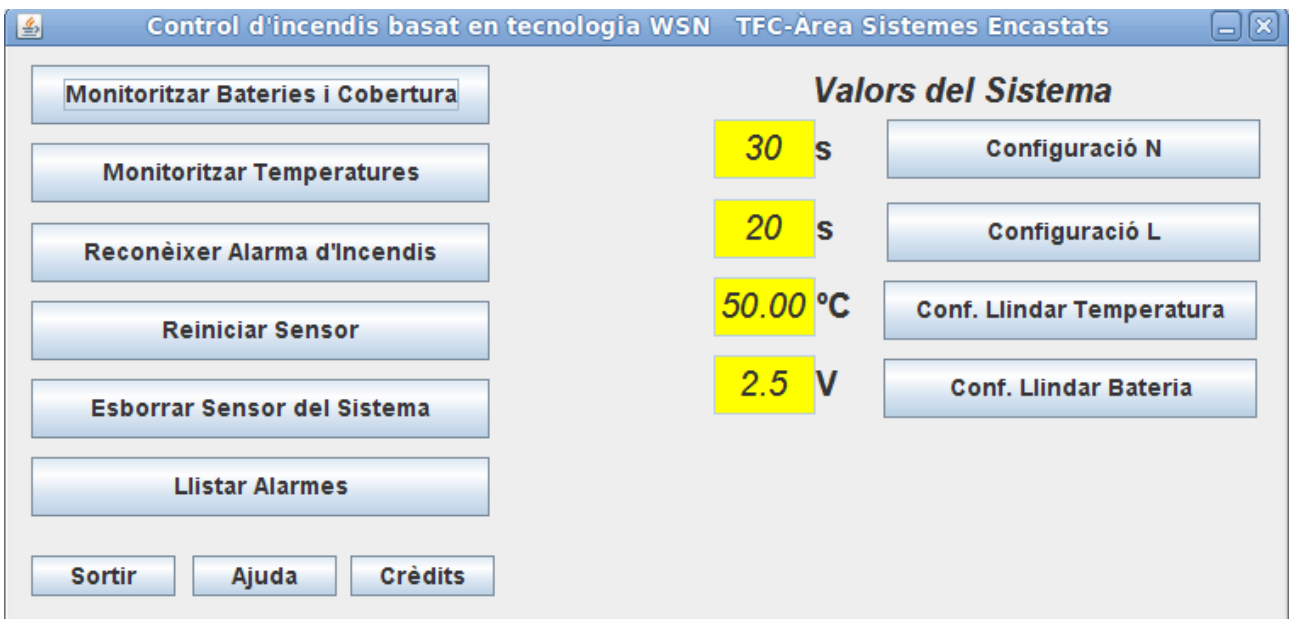 Control d'incendis basat en tecnologia WSN TFC-Àrea Sistemes Encastats
Monitoritzar Bateries i Cobertura
Monitoritzar Temperatures
Reconèixer Alarma d'Incendis
Reiniciar Sensor
Esborrar Sensor del Sistema
Llistar Alarmes
Sortir Ajuda Crèdits
Valors del Sistema
30 s Configuració N
20 s Configuració L
50.00 ºC Conf. Llindar Temperatura
2.5 V Conf. Llindar Bateria